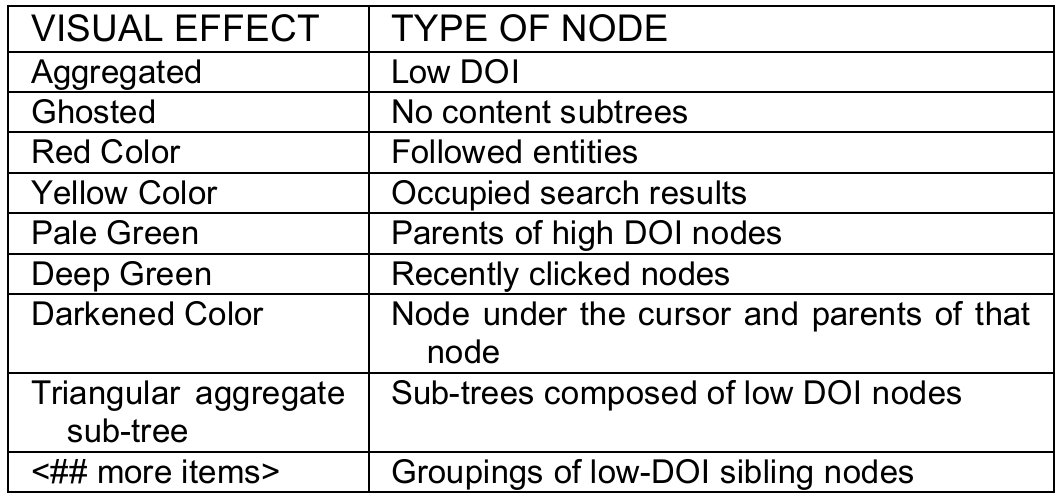 VISUAL EFFECT TYPE OF NODE
Aggregated Low DOI
Ghosted No content subtrees
Red Color Followed entities
Yellow Color Occupied search results
Pale Green Parents of high DOI nodes
Deep Green Recently clicked nodes
Darkened Color Node under the cursor and parents of that
node
Triangular aggregate Sub-trees composed of low DOI nodes
sub-tree
<## more items> Groupings of low-DOI sibling nodes